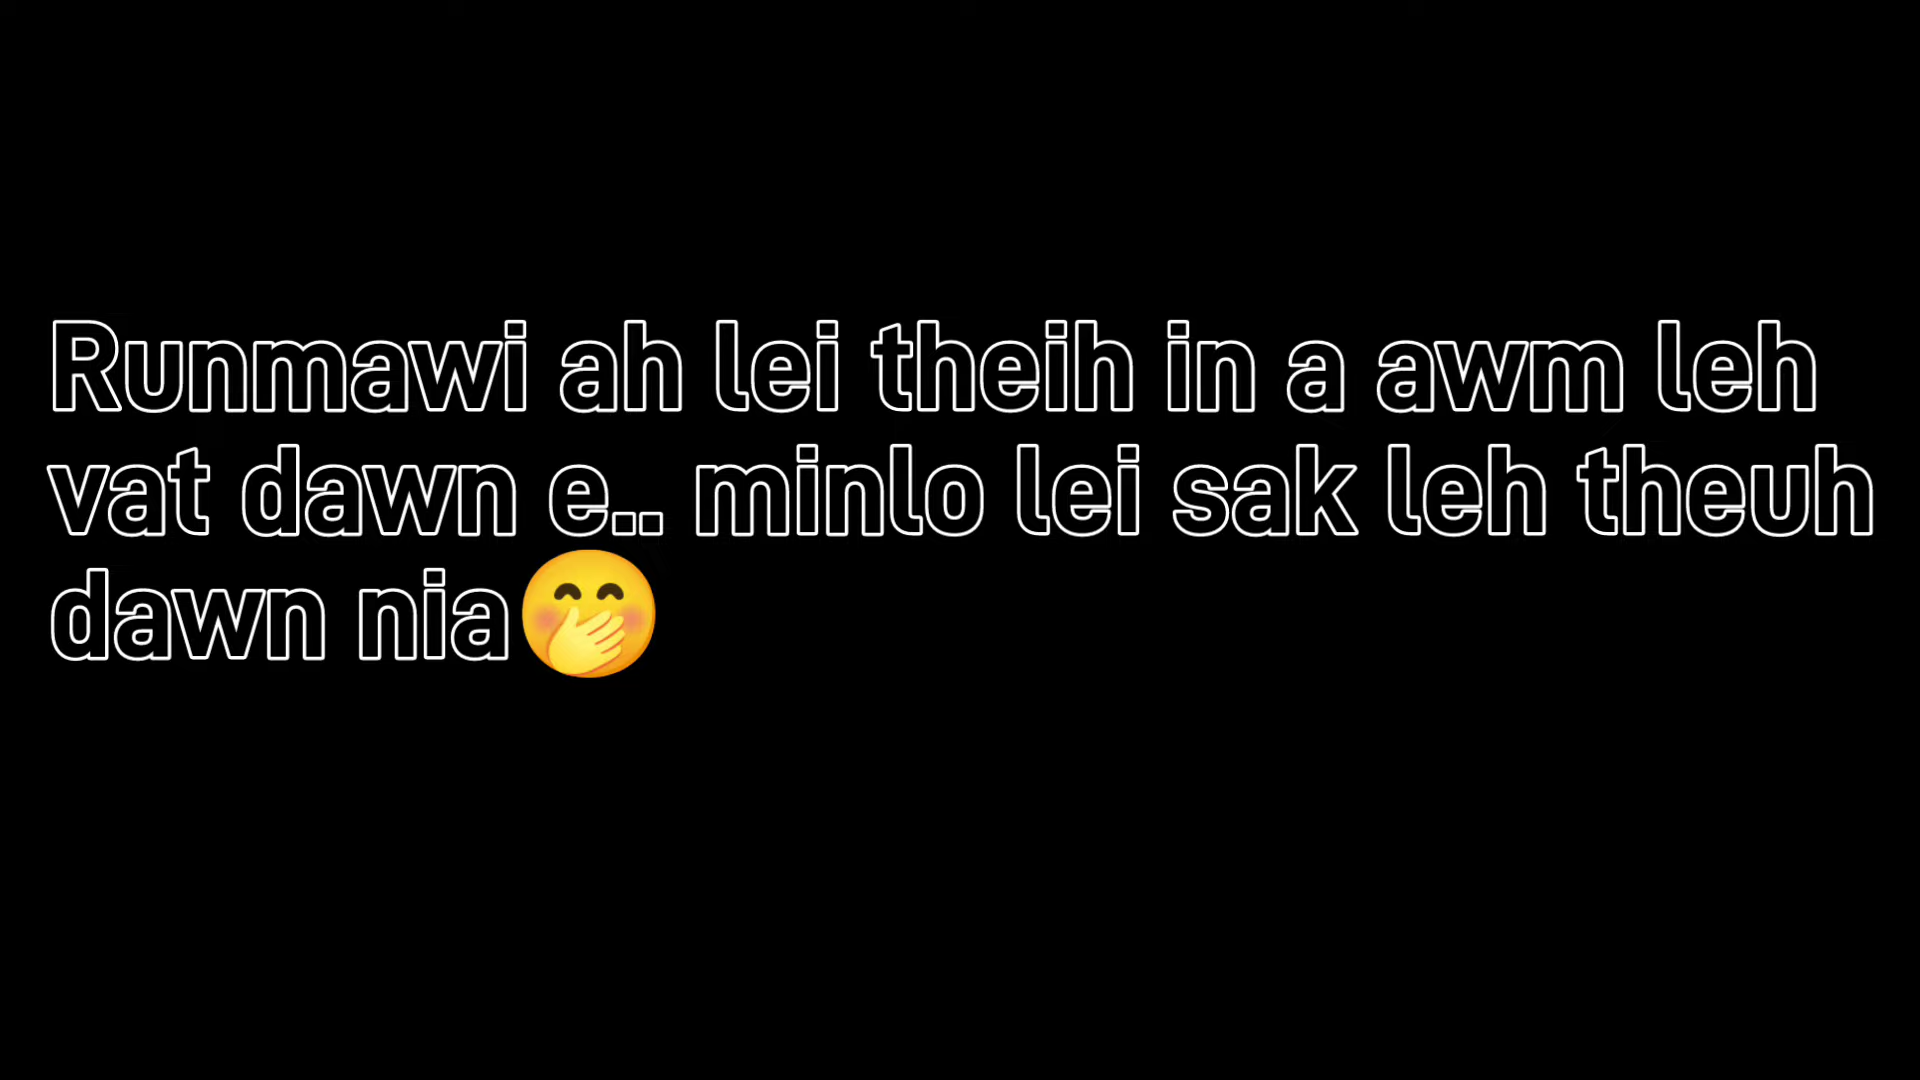 Runmawi ah lei theih in a awm leh
vat dawn e.. minlo lei sak leh theuh
dawn nia🤭